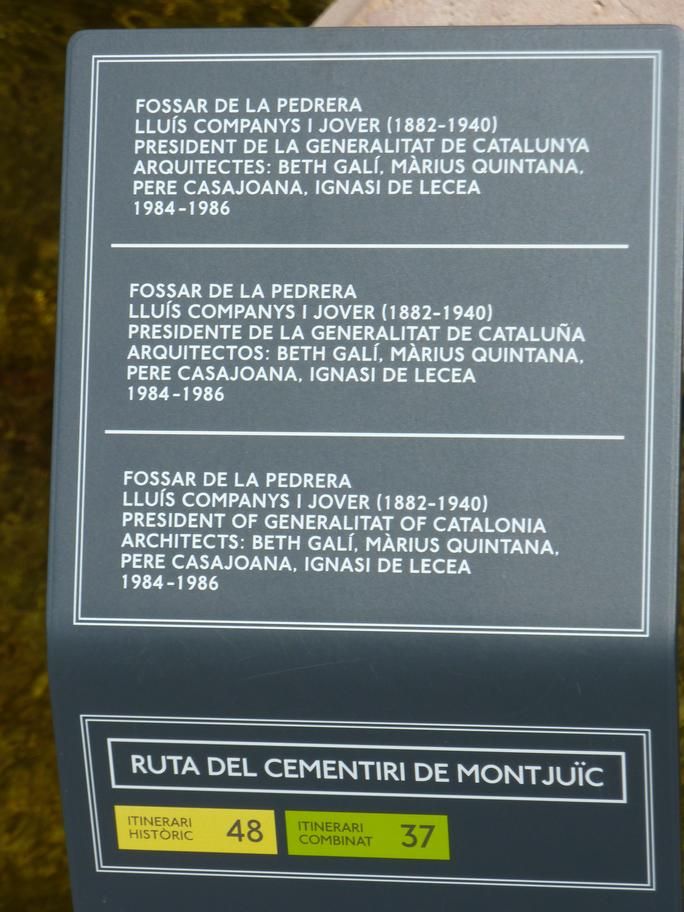 FOSSAR DE LA PEDRERA
LLUÍS COMPANYS I JOVER (1882-1940)
PRESIDENT DE LA GENERALITAT DE CATALUNYA
ARQUITECTES: BETH GALÍ, MÀRIUS QUINTANA,
PERE CASAJOANA, IGNASI DE LECEA
1984-1986
FOSSAR DE LA PEDRERA
LLUÍS COMPANYS I JOVER (1882-1940)
PRESIDENTE DE LA GENERALITAT DE CATALUÑA
ARQUITECTOS: BETH GALÍ, MÀRIUS QUINTANA,
PERE CASAJOANA, IGNASI DE LECEA
1984-1986
FOSSAR DE LA PEDRERA
LLUÍS COMPANYS I JOVER (1882-1940)
PRESIDENT OF GENERALITAT OF CATALONIA
ARCHITECTS: BETH GALÍ, MÀRIUS QUINTANA,
PERE CASAJOANA, IGNASI DE LECEA
1984-1986
RUTA DEL CEMENTIRI DE MONTJUÏC
ITINERARI
HISTÒRIC 48
ITINERARI
COMBINAT 37